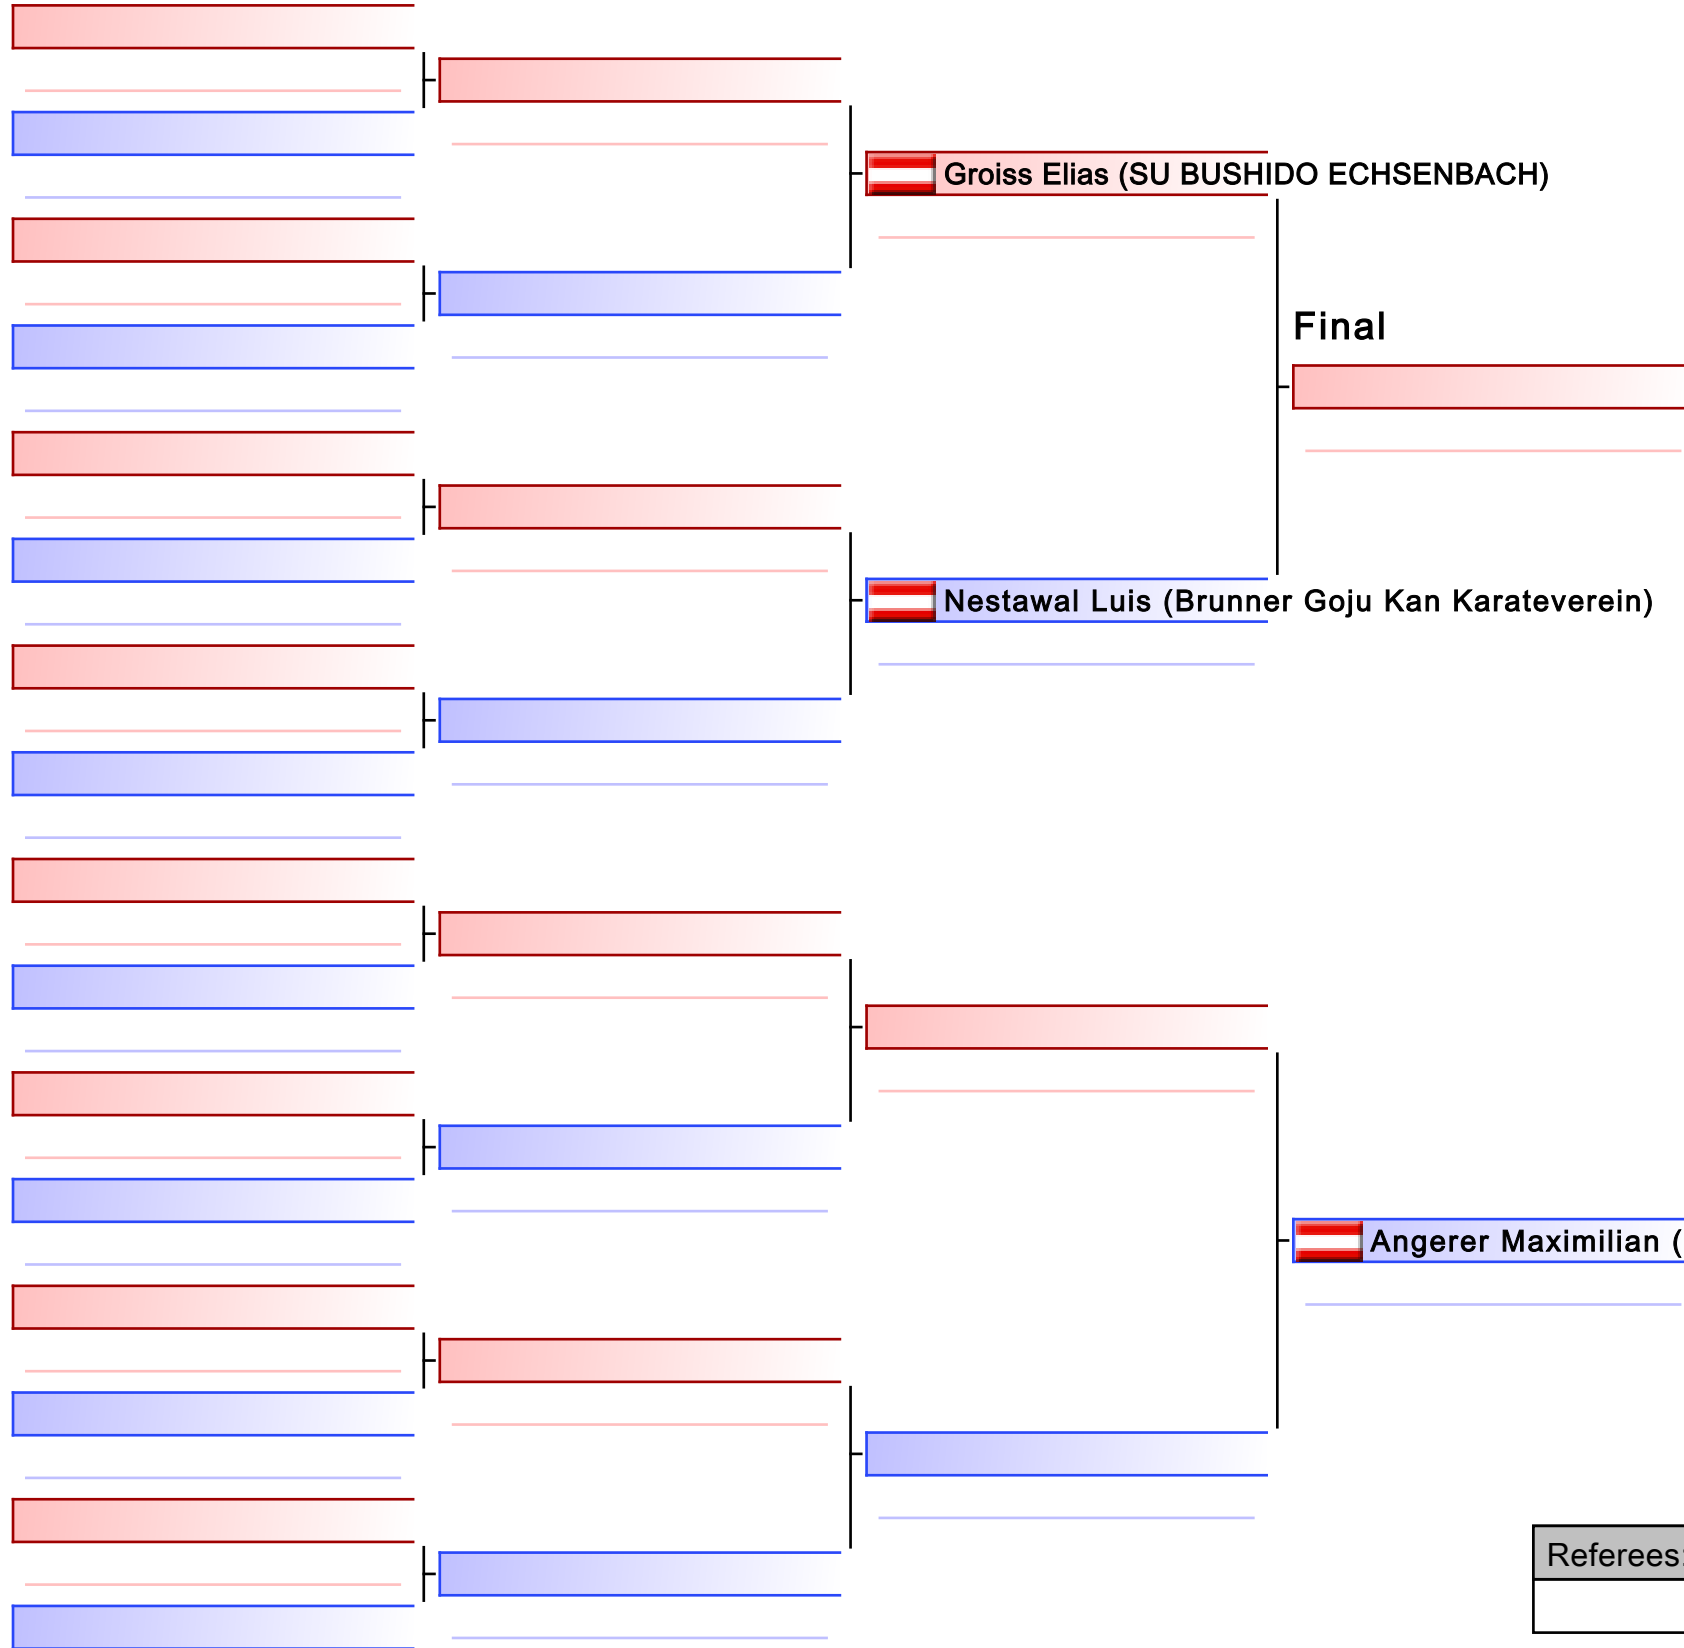 Groiss Elias (SU BUSHIDO ECHSENBACH)
Final
Nestawal Luis (Brunner Goju Kan Karateverein)
Angerer Maximilian (
Referees: